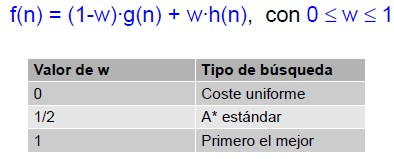 f(n) = (1-w)·g(n) + w·h(n), con 0 ≤ w ≤ 1
Valor de w Tipo de búsqueda
0 Coste uniforme
1/2 A* estándar
1 Primero el mejor